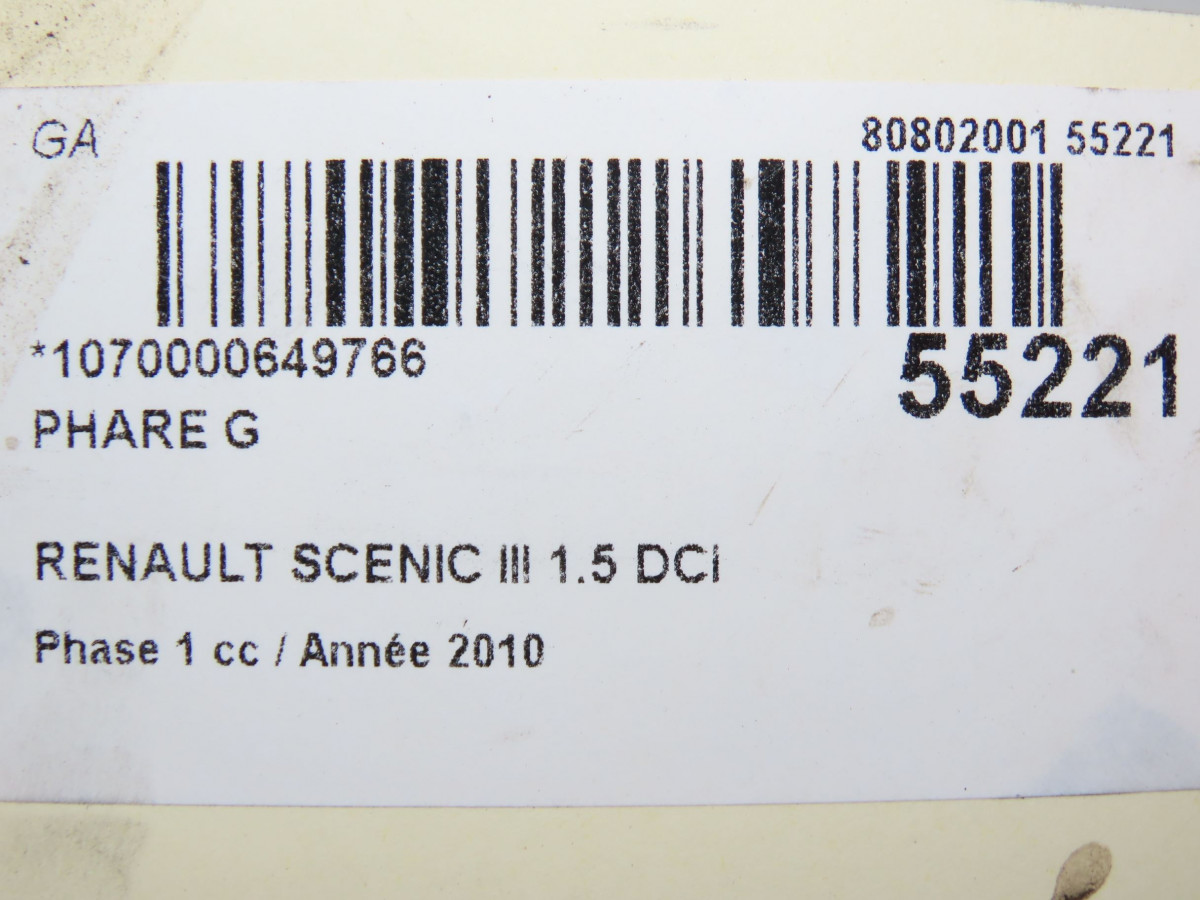 GA 80802001 55221
*1070000649766 55221
PHARE G
RENAULT SCENIC III 1.5 DCI
Phase 1 cc / Année 2010